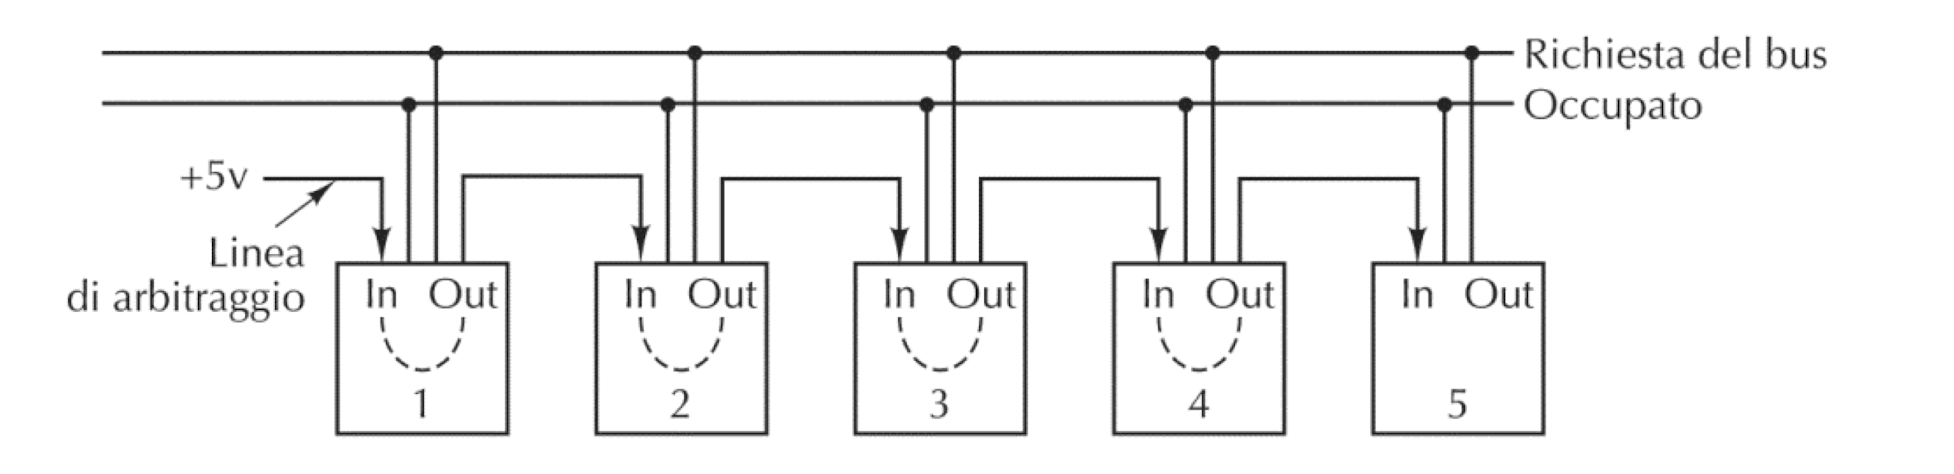 Richiesta del bus
Occupato
+5v
Linea
di arbitraggio
In Out In Out In Out In Out In Out
1 2 3 4 5